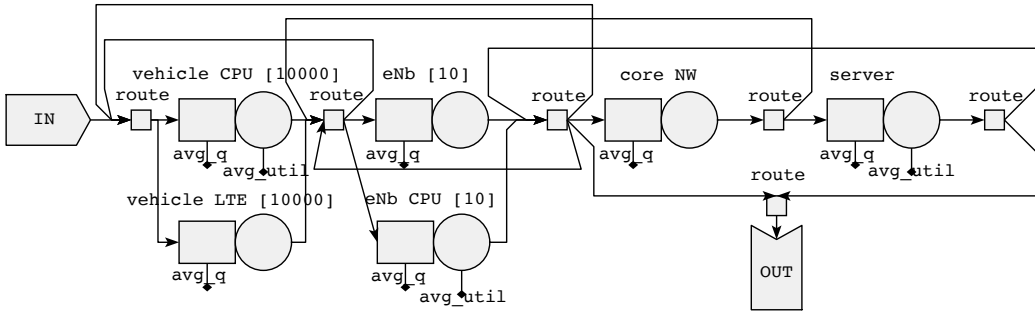 vehicle CPU [10000]
eNb [10]
core NW
server
route
route
route
route
route
IN
avg_q
avg_util
avg_q
avg_q
avg_q
avg_util
route
vehicle LTE [10000]
eNb CPU [10]
avg_q
avg_q
avg_util
OUT